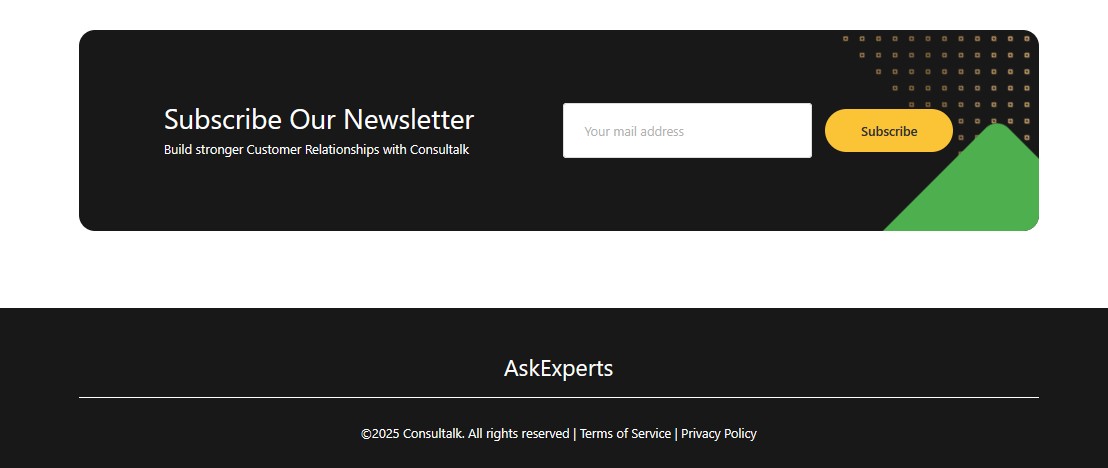 Subscribe Our Newsletter
Build stronger Customer Relationships with Consultalk
Your mail address
Subscribe
AskExperts
©2025 Consultalk. All rights reserved | Terms of Service | Privacy Policy